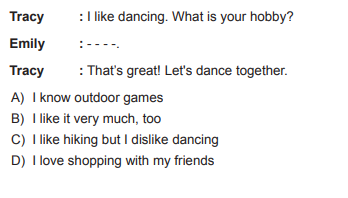 Tracy : I like dancing. What is your hobby?
Emily : - - - -.
Tracy : That's great! Let's dance together.
A) I know outdoor games
B) I like it very much, too
C) I like hiking but I dislike dancing
D) I love shopping with my friends